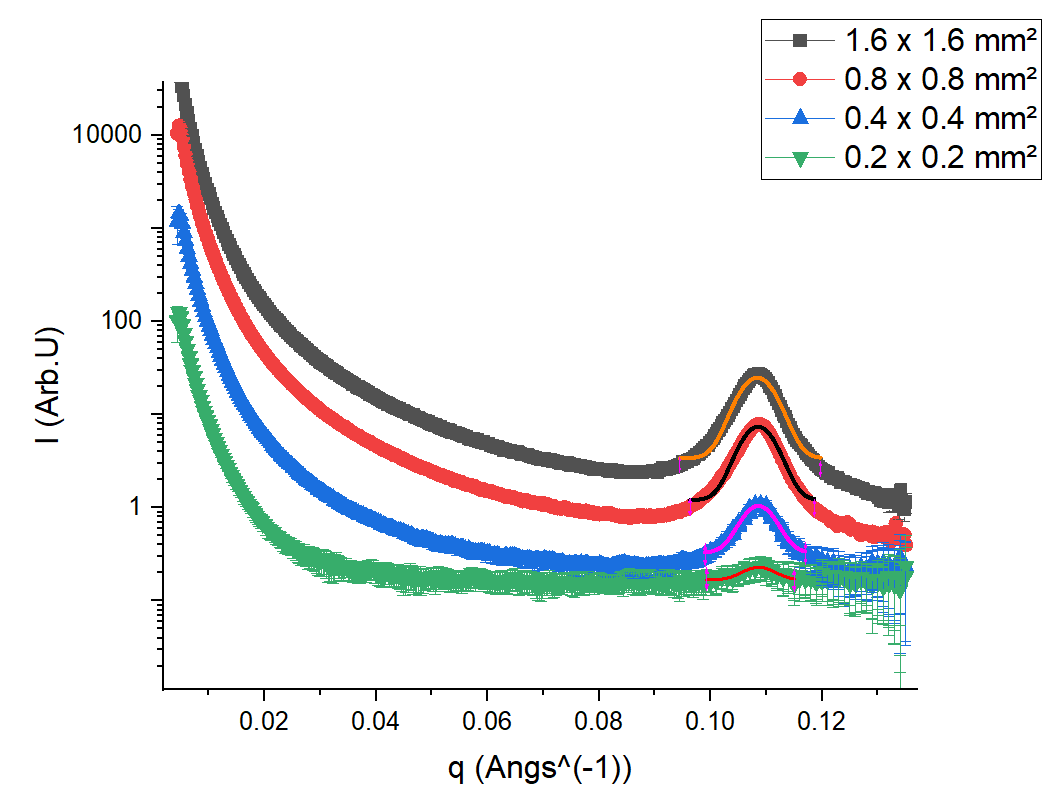 1.6 x 1.6 mm²
0.8 x 0.8 mm²
0.4 x 0.4 mm²
0.2 x 0.2 mm²
10000
100
1
I (Arb.U)
0.02 0.04 0.06 0.08 0.10 0.12
q (Angs^(-1))